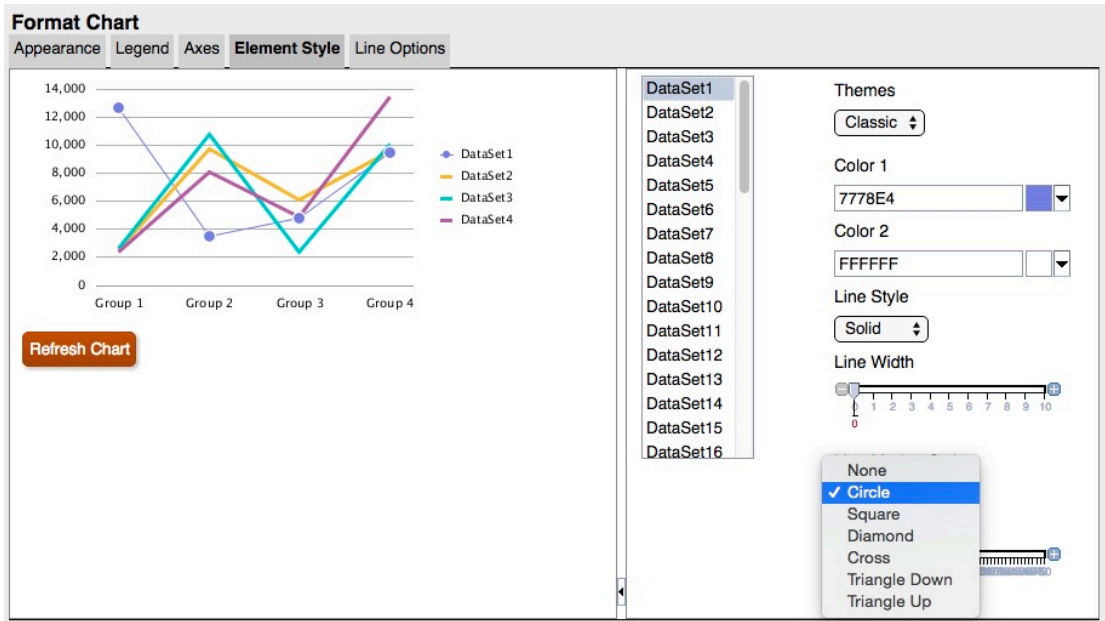 Format Chart
Appearance Legend Axes Element Style Line Options
14,000
12,000
10,000
8,000
6,000
4,000
2,000
0
Group 1 Group 2 Group 3 Group 4
DataSet1
DataSet2
DataSet3
DataSet4
Refresh Chart
DataSet1
DataSet2
DataSet3
DataSet4
DataSet5
DataSet6
DataSet7
DataSet8
DataSet9
DataSet10
DataSet11
DataSet12
DataSet13
DataSet14
DataSet15
DataSet16
Themes
Classic
Color 1
7778E4
Color 2
FFFFFF
Line Style
Solid
Line Width
0 1 2 3 4 5 6 7 8 9 10
0
None
✓ Circle
Square
Diamond
Cross
Triangle Down
Triangle Up